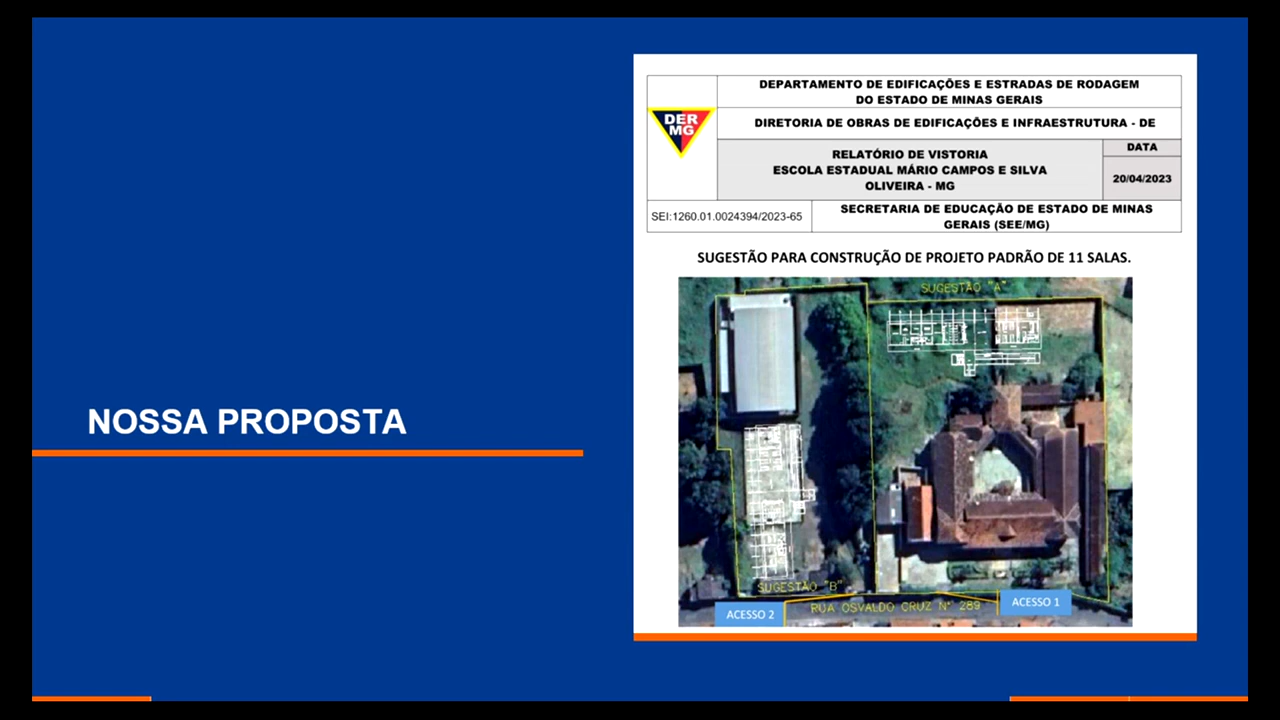 NOSSA PROPOSTA
DEPARTAMENTO DE EDIFICAÇÕES E ESTRADAS DE RODAGEM
DO ESTADO DE MINAS GERAIS
DER
MG
DIRETORIA DE OBRAS DE EDIFICAÇÕES E INFRAESTRUTURA - DE
RELATÓRIO DE VISTORIA
ESCOLA ESTADUAL MÁRIO CAMPOS E SILVA
OLIVEIRA - MG
DATA
20/04/2023
SEI:1260.01.0024394/2023-65
SECRETARIA DE EDUCAÇÃO DE ESTADO DE MINAS
GERAIS (SEE/MG)
SUGESTÃO PARA CONSTRUÇÃO DE PROJETO PADRÃO DE 11 SALAS.
SUGESTÃO "A"
SUGESTÃO "B"
RUA OSVALDO CRUZ N° 289
ACESSO 1
ACESSO 2